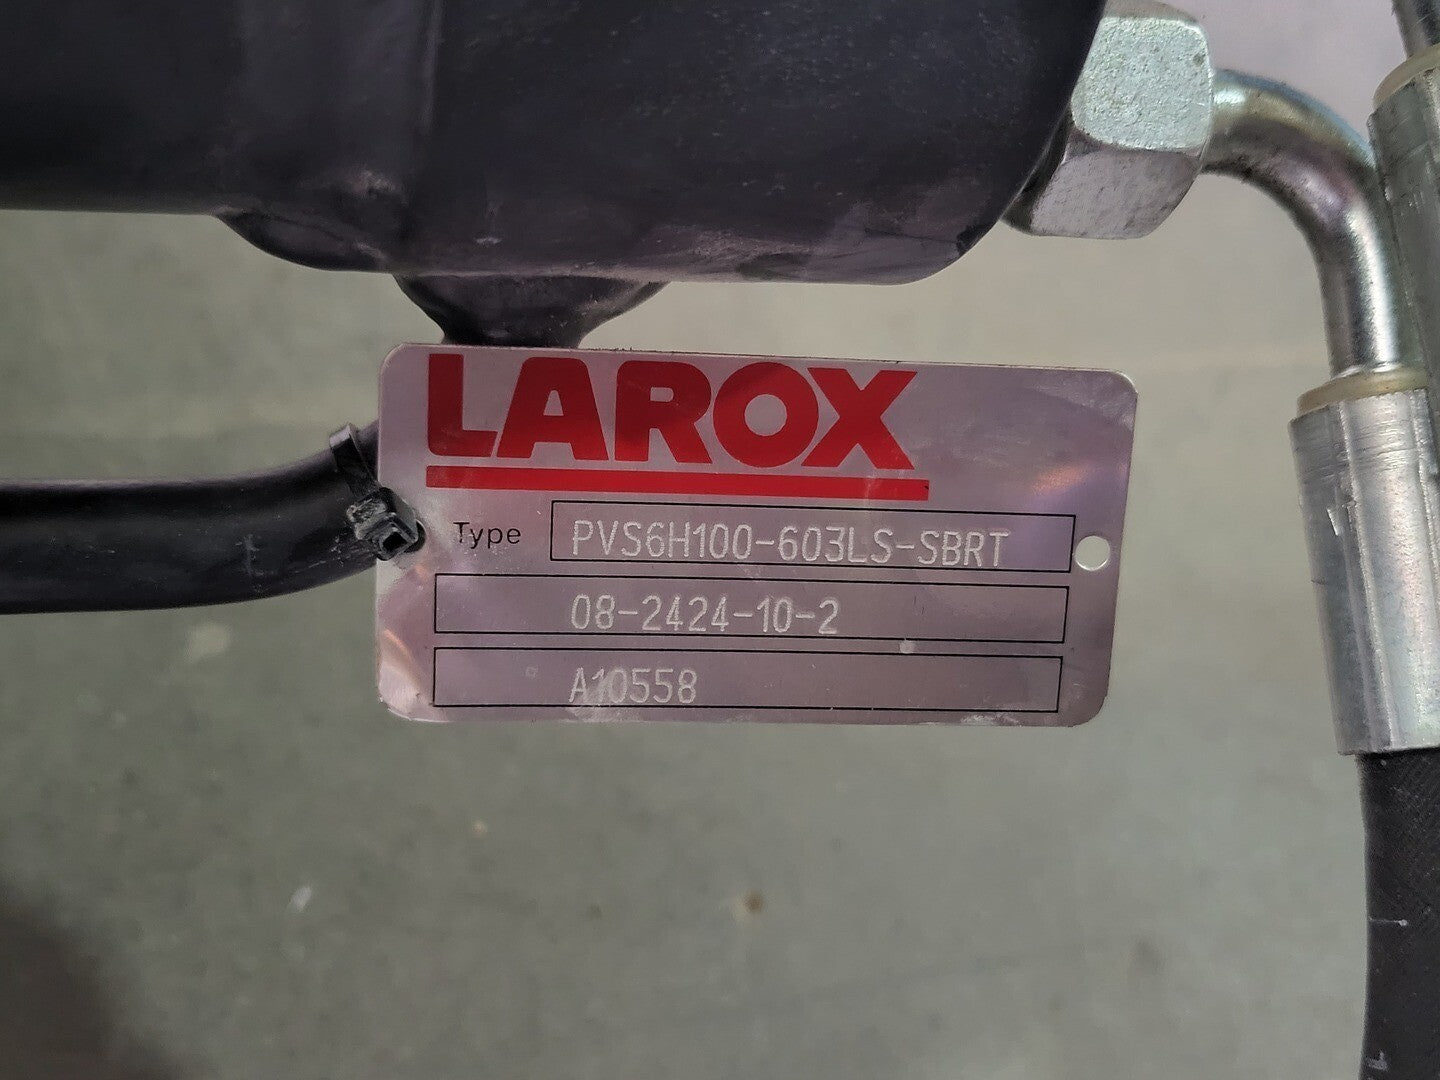 LAROX
Type PVS6H100-603LS-SBRT
08-2424-10-2
A10558